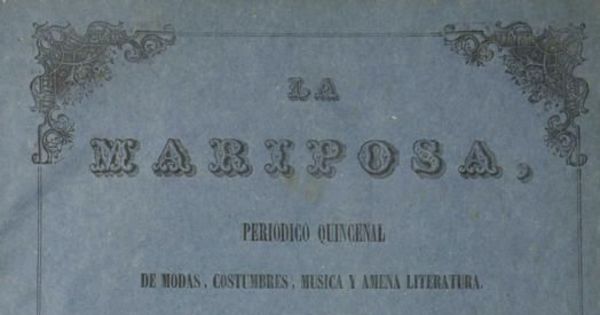 LA
MARIPOSA,
PERIODICO QUINCENAL
DE MODAS, COSTUMBRES, MUSICA Y AMENA LITERATURA.